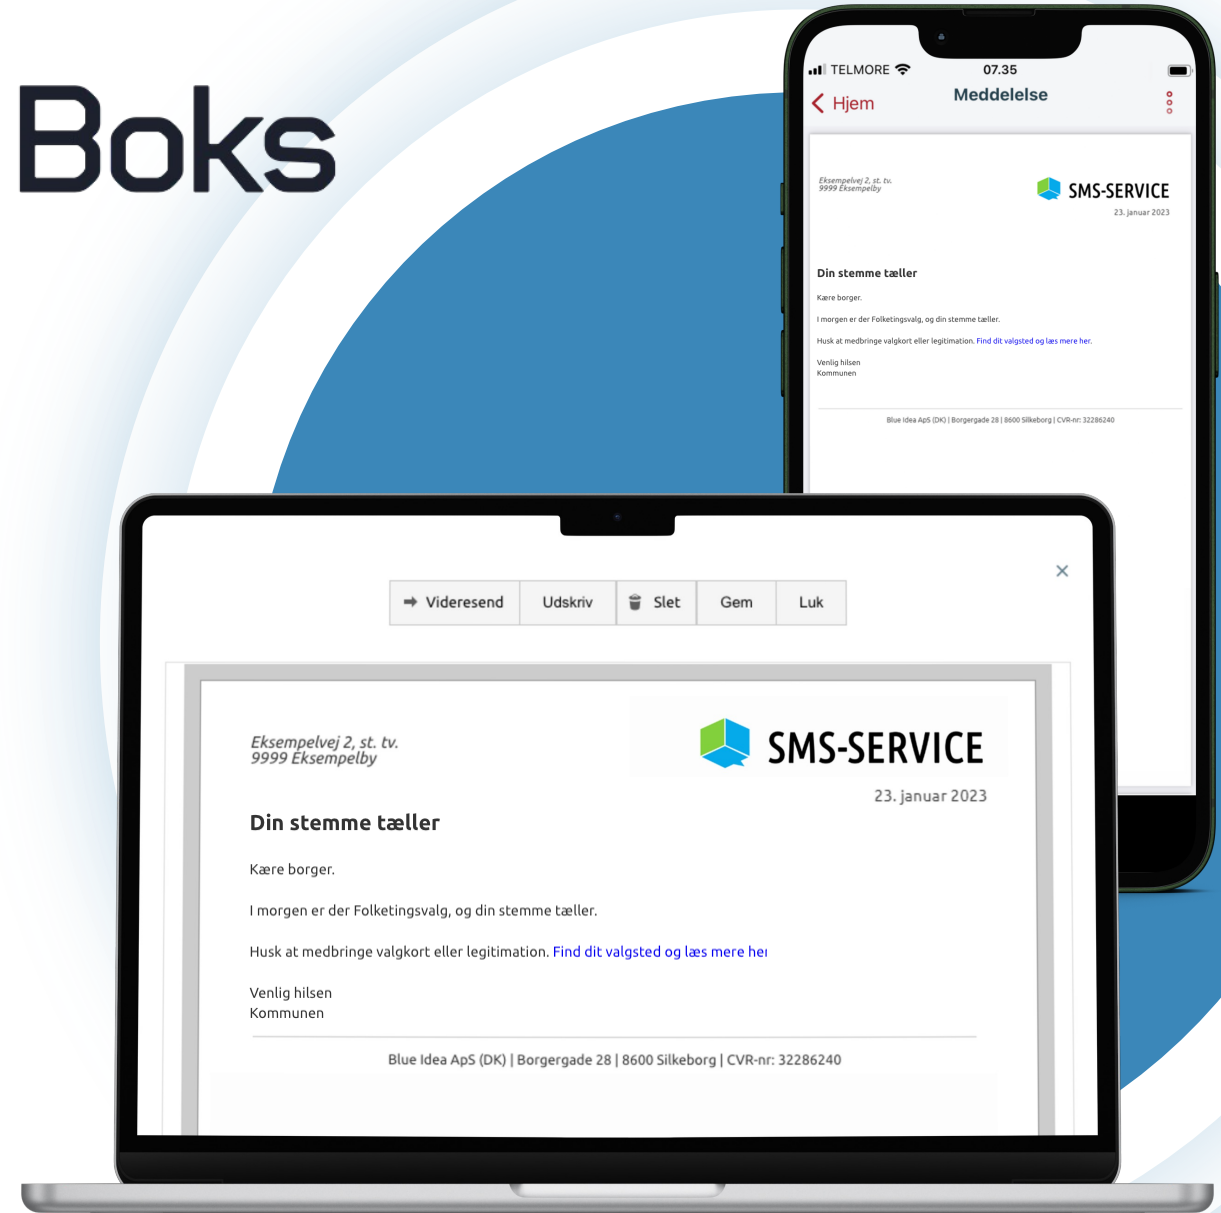 Boks
TELMORE
07.35
Hjem
Meddelelse
Eksempelvej 2, st. tv.
9999 Eksempelby
SMS-SERVICE
23. januar 2023
Din stemme tæller
Kære borger.
I morgen er der Folketingsvalg, og din stemme tæller.
Husk at medbringe valgkort eller legitimation. Find dit valgsted og læs mere her.
Venlig hilsen
Kommunen
Blue Idea ApS (DK) | Borgergade 28 | 8600 Silkeborg | CVR-nr: 32286240
Videresend
Udskriv
Slet
Gem
Luk
Eksempelvej 2, st. tv.
9999 Eksempelby
SMS-SERVICE
23. januar 2023
Din stemme tæller
Kære borger.
I morgen er der Folketingsvalg, og din stemme tæller.
Husk at medbringe valgkort eller legitimation. Find dit valgsted og læs mere her
Venlig hilsen
Kommunen
Blue Idea ApS (DK) | Borgergade 28 | 8600 Silkeborg | CVR-nr: 32286240